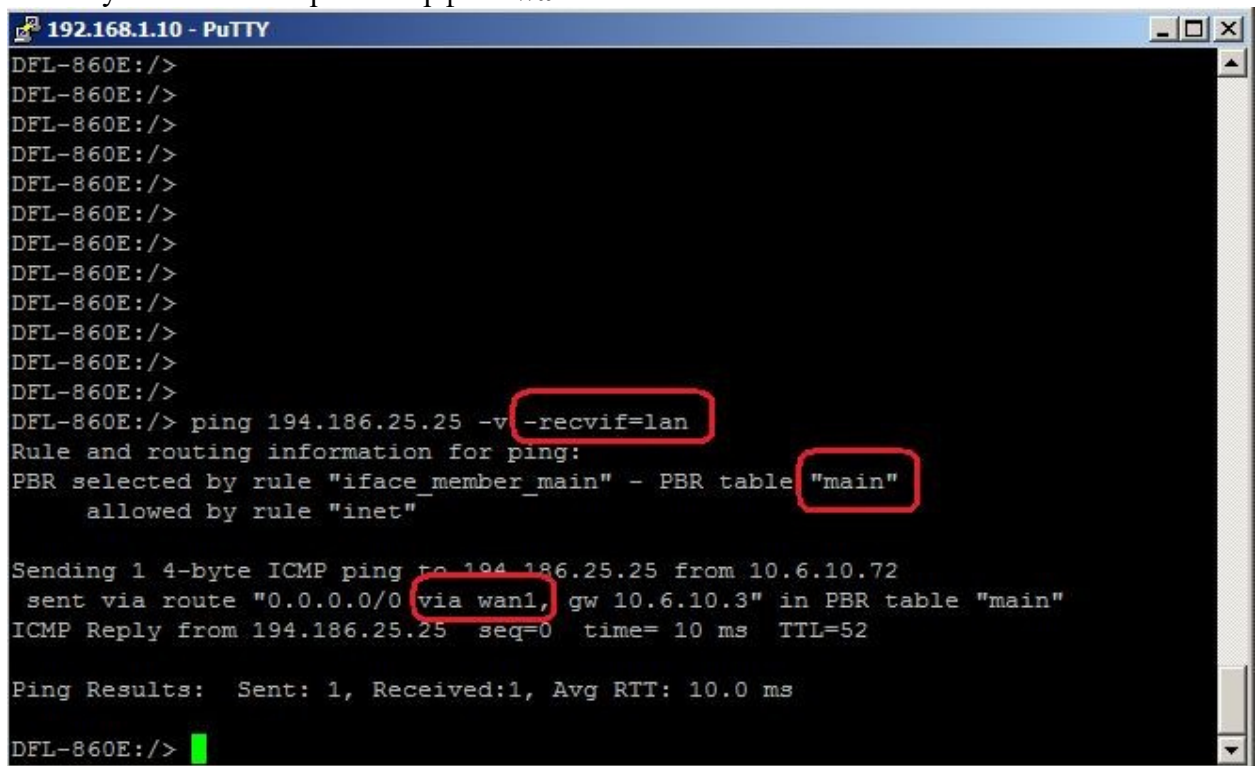 192.168.1.10 - PuTTY
DFL-860E:/>
DFL-860E:/>
DFL-860E:/>
DFL-860E:/>
DFL-860E:/>
DFL-860E:/>
DFL-860E:/>
DFL-860E:/>
DFL-860E:/>
DFL-860E:/>
DFL-860E:/>
DFL-860E:/>
DFL-860E:/> ping 194.186.25.25 -v -recvif=lan
Rule and routing information for ping:
PBR selected by rule "iface_member_main" - PBR table "main"
allowed by rule "inet"
Sending 1 4-byte ICMP ping to 194.186.25.25 from 10.6.10.72
sent via route "0.0.0.0/0 via wan1, gw 10.6.10.3" in PBR table "main"
ICMP Reply from 194.186.25.25 seq=0 time= 10 ms TTL=52
Ping Results: Sent: 1, Received:1, Avg RTT: 10.0 ms
DFL-860E:/>